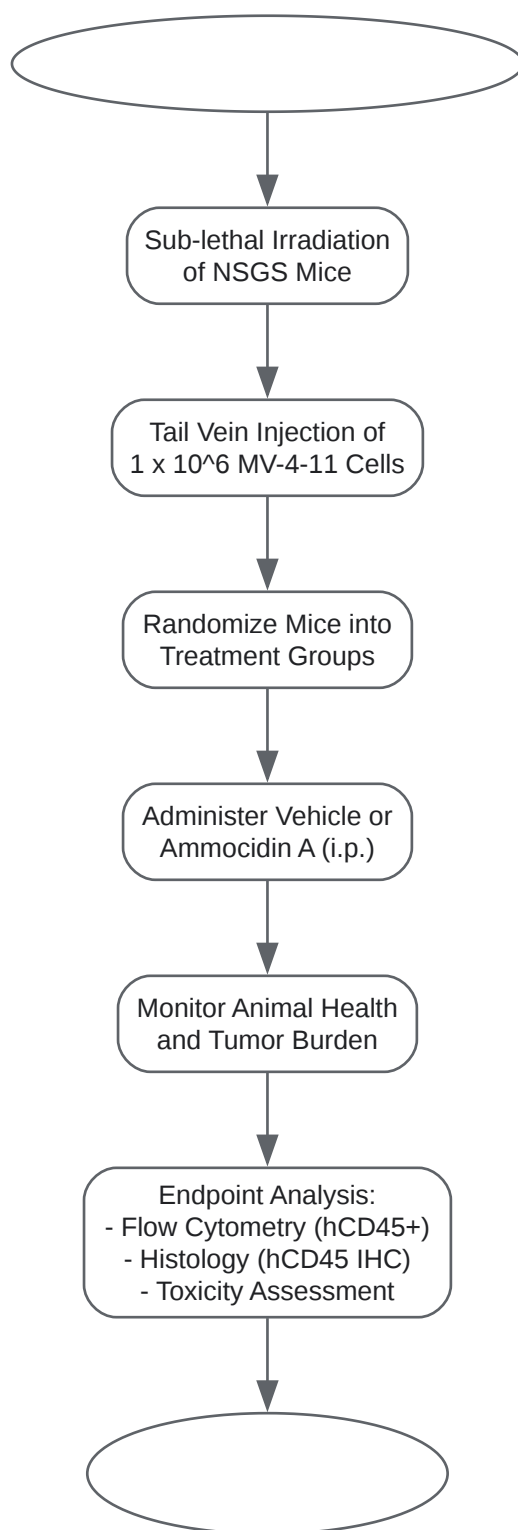 Sub-lethal Irradiation
of NSGS Mice
Tail Vein Injection of
1 x 10^6 MV-4-11 Cells
Randomize Mice into
Treatment Groups
Administer Vehicle or
Ammocidin A (i.p.)
Monitor Animal Health
and Tumor Burden
Endpoint Analysis:
- Flow Cytometry (hCD45+)
- Histology (hCD45 IHC)
- Toxicity Assessment